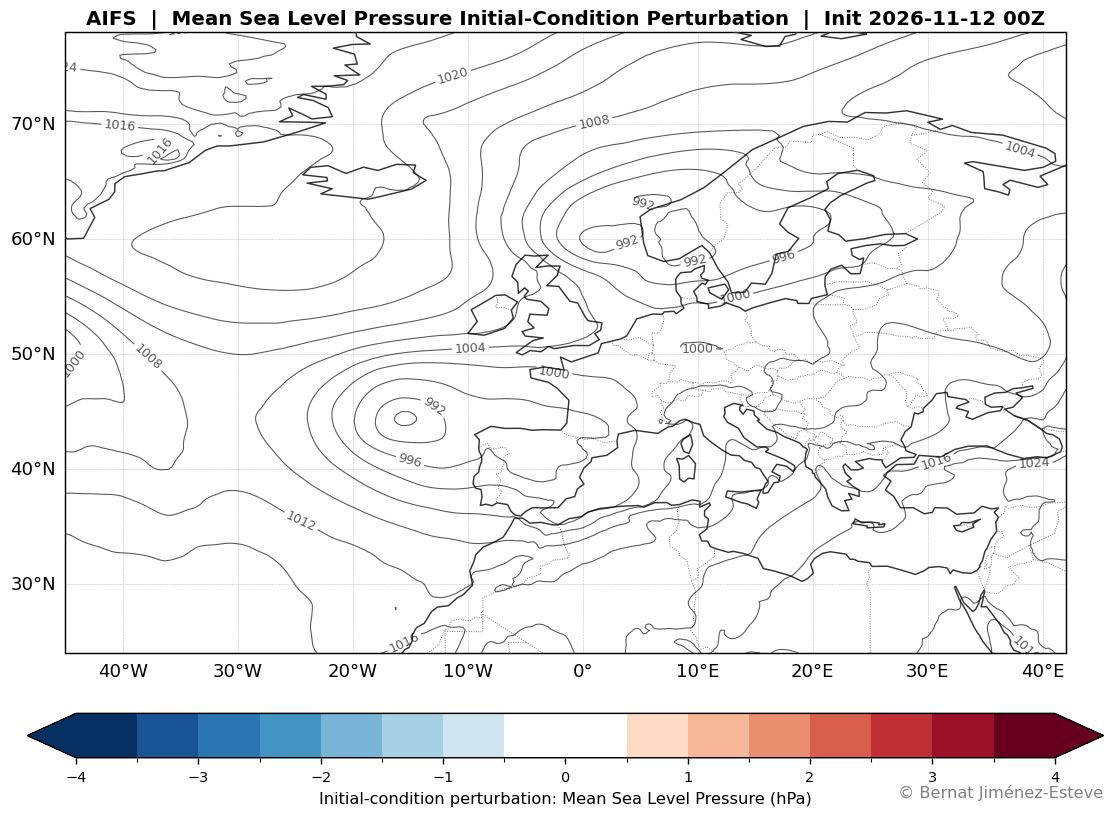 AIFS | Mean Sea Level Pressure Initial-Condition Perturbation | Init 2026-11-12 00Z
24
1020
70°N
1016
1008
1016
1004
992
60°N
992
992
996
1000
50°N
1000
1008
1004
1000
1000
992
40°N
996
1016
1024
1012
30°N
1016
101
40°W 30°W 20°W 10°W 0° 10°E 20°E 30°E 40°E
−4 −3 −2 −1 0 1 2 3 4
Initial-condition perturbation: Mean Sea Level Pressure (hPa)
© Bernat Jiménez-Esteve